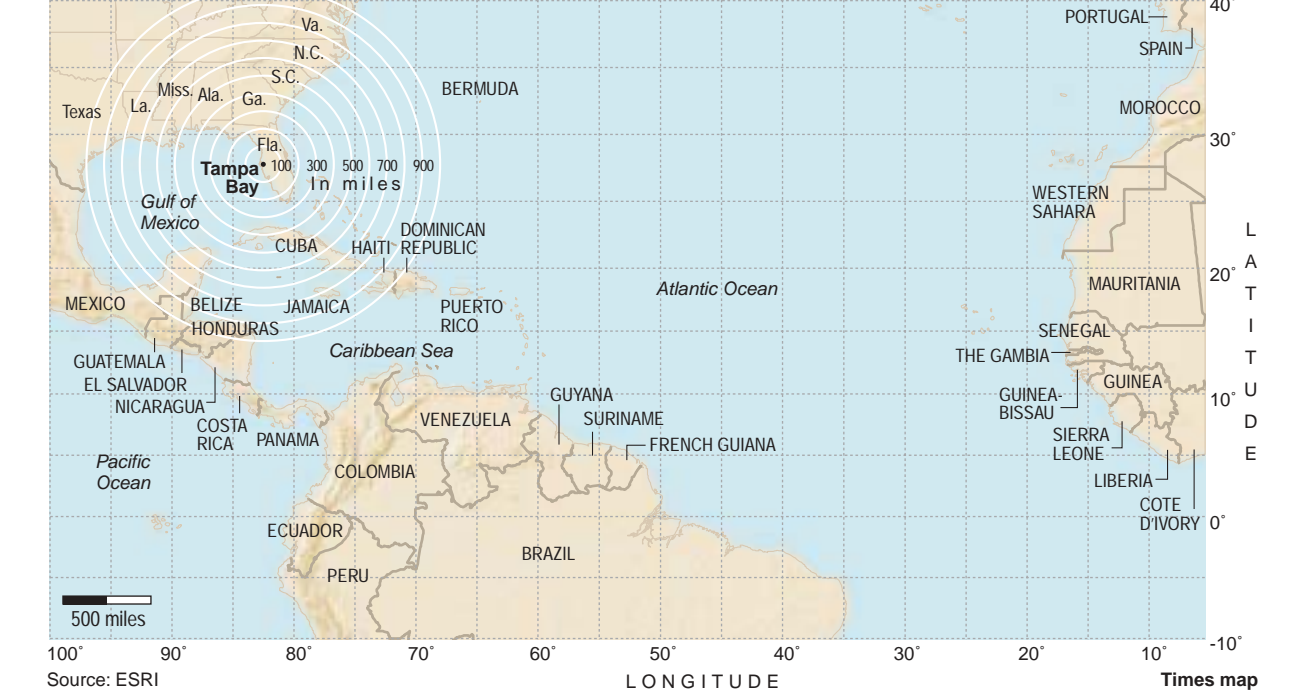 40°
PORTUGAL
Va.
SPAIN
N.C.
S.C.
BERMUDA
Miss.
Ala.
Ga.
La.
Texas
MOROCCO
30°
Fla.
Tampa
Bay
100 300 500 700 900
In miles
WESTERN
SAHARA
Gulf of
Mexico
DOMINICAN
REPUBLIC
HAITI
CUBA
20°
LATITUDE
Atlantic Ocean
MAURITANIA
MEXICO
BELIZE
JAMAICA
PUERTO
RICO
HONDURAS
SENEGAL
Caribbean Sea
THE GAMBIA
GUATEMALA
EL SALVADOR
GUINEA
NICARAGUA
GUYANA
GUINEA-
BISSAU
10°
COSTA
RICA
PANAMA
VENEZUELA
SURINAME
FRENCH GUIANA
SIERRA
LEONE
Pacific
Ocean
COLOMBIA
LIBERIA
COTE
D'IVORY
0°
ECUADOR
BRAZIL
PERU
500 miles
-10°
100° 90° 80° 70° 60° 50° 40° 30° 20° 10°
Source: ESRI
LONGITUDE
Times map